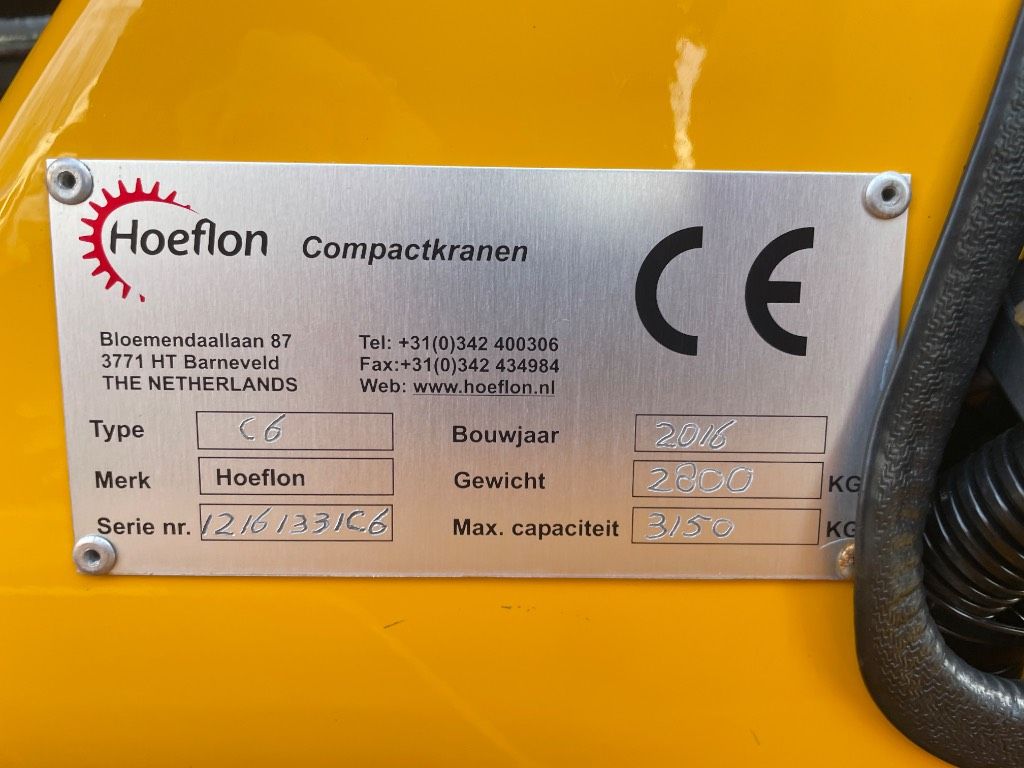 Hoeflon Compactkranen CE
Bloemendaallaan 87 Tel: +31(0)342 400306
3771 HT Barneveld Fax:+31(0)342 434984
THE NETHERLANDS Web: www.hoeflon.nl
Type C6 Bouwjaar 2016
Merk Hoeflon Gewicht 2800 KG
Serie nr. 12161331C6 Max. capaciteit 3150 KG